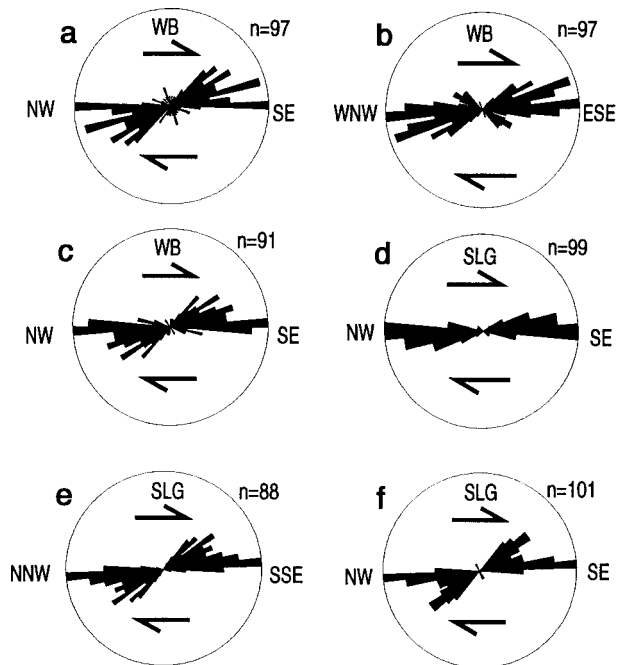 a WB n=97
NW SE
b WB n=97
WNW ESE
c WB n=91
NW SE
d SLG n=99
NW SE
e SLG n=88
NNW SSE
f SLG n=101
NW SE